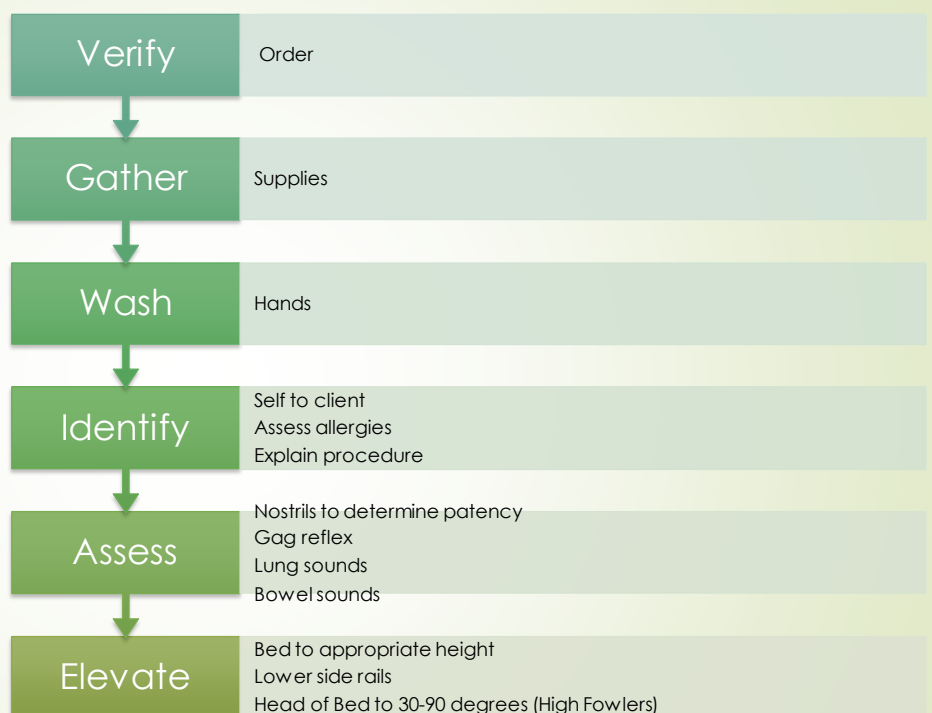 Verify
Order
Gather
Supplies
Wash
Hands
Identify
Self to client
Assess allergies
Explain procedure
Assess
Nostrils to determine patency
Gag reflex
Lung sounds
Bowel sounds
Elevate
Bed to appropriate height
Lower side rails
Head of Bed to 30-90 degrees (High Fowlers)